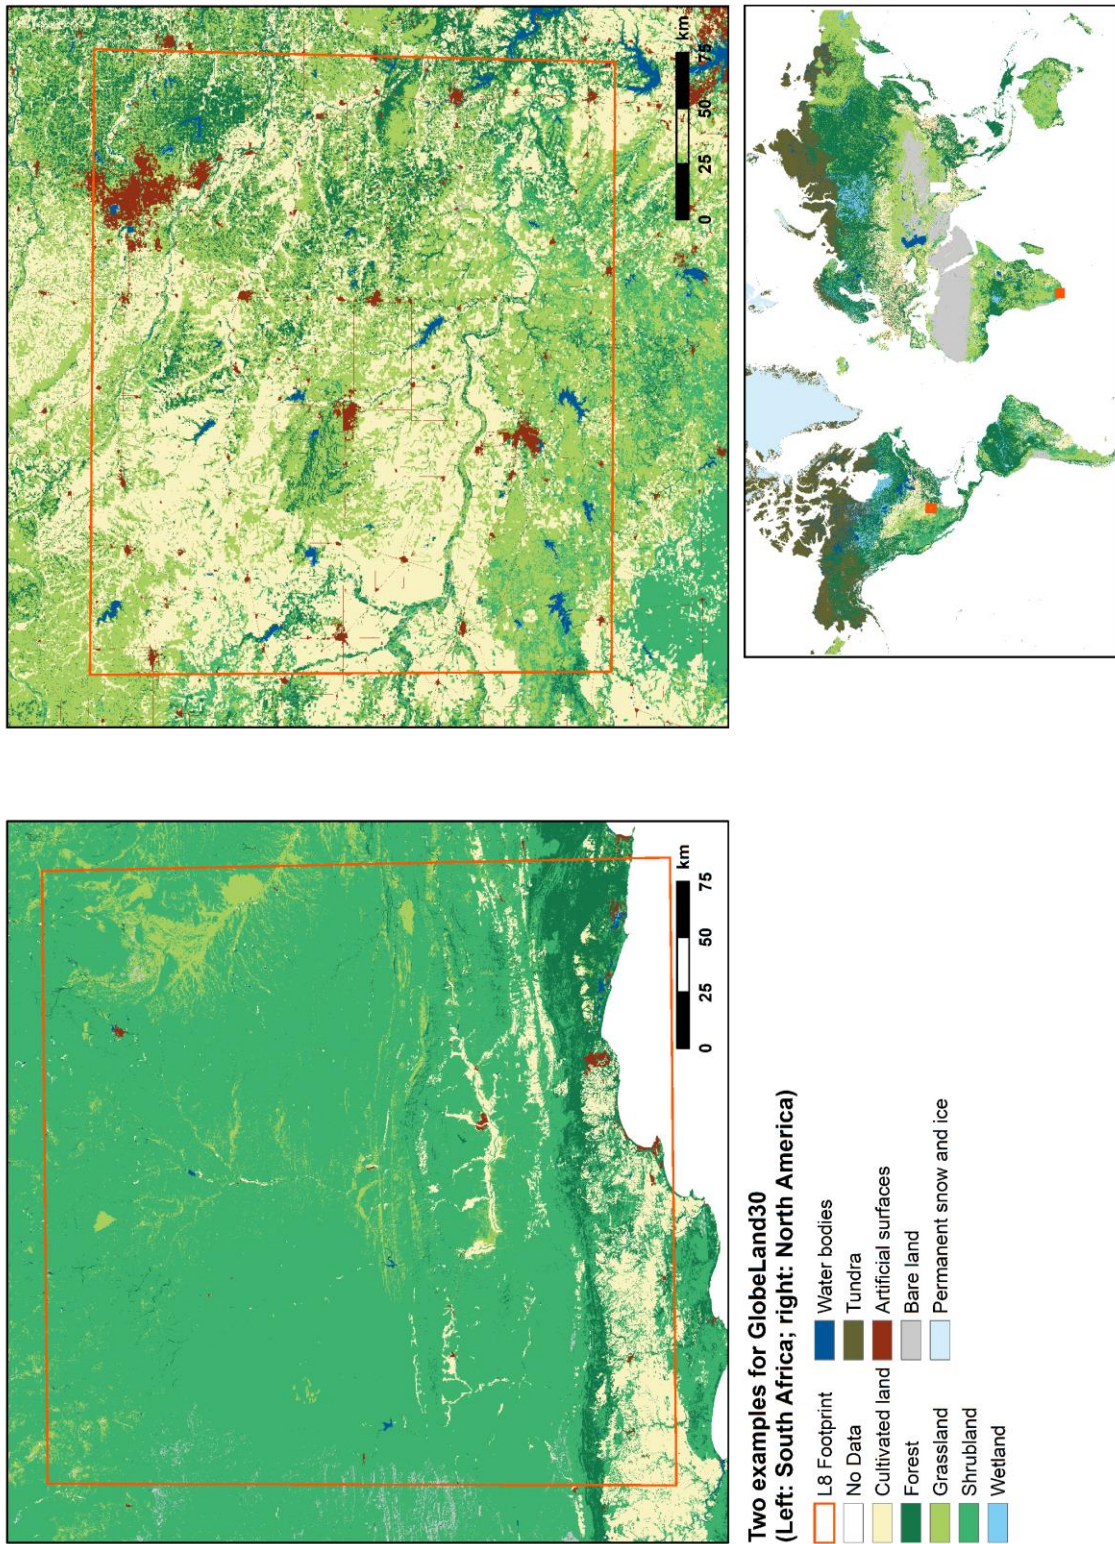 0 25 50 75 km
0 25 50 75 km
Two examples for GlobeLand30
(Left: South Africa; right: North America)
L8 Footprint
No Data
Cultivated land
Forest
Grassland
Shrubland
Wetland
Water bodies
Tundra
Artificial surfaces
Bare land
Permanent snow and ice